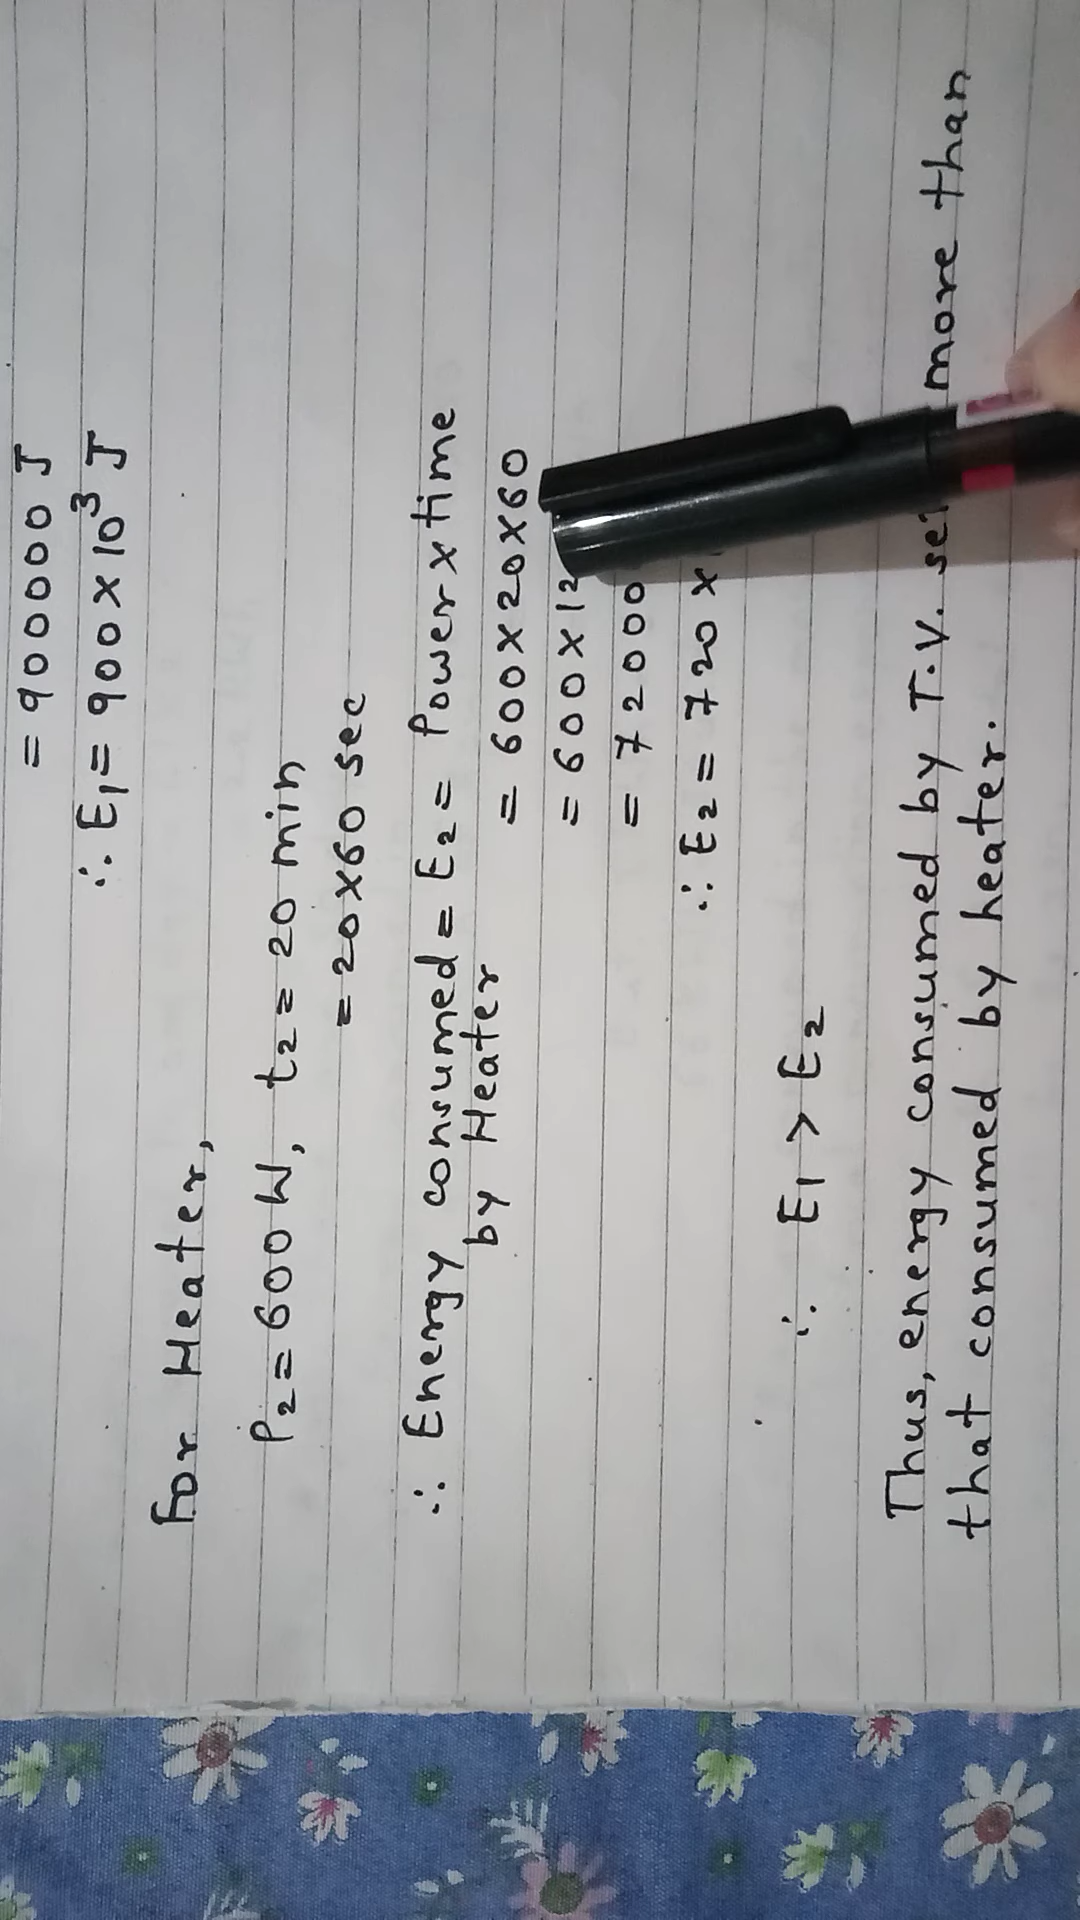 = 900000 J
∴ E₁ = 900 × 10³ J
For Heater,
P₂ = 600 W, t₂ = 20 min
= 20×60 sec
∴ Energy consumed = E₂ = Power × time
by Heater = 600 × 20 × 60
= 600 × 12
= 72000
∴ E₂ = 720 ×
∴ E₁ > E₂
Thus, energy consumed by T.V. se more than
that consumed by heater.